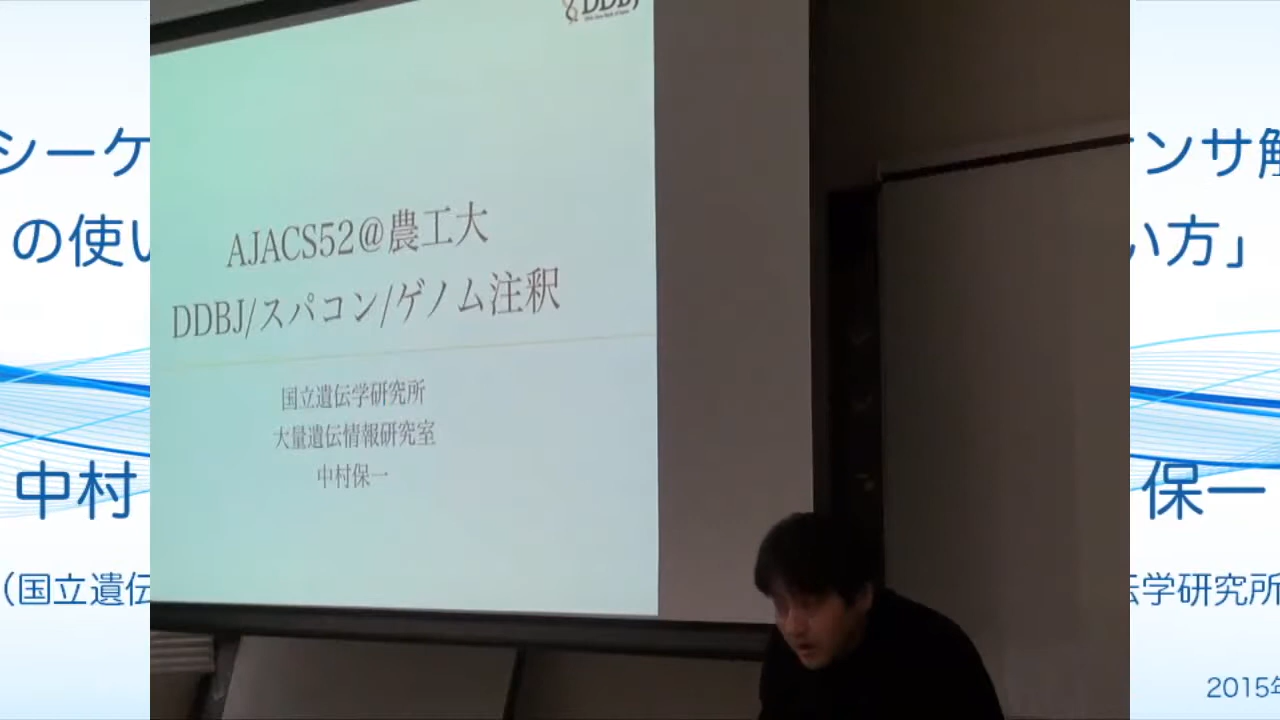 DDBJ
AJACS52@農工大
DDBJ/スパコン/ゲノム注釈
国立遺伝学研究所
大量遺伝情報研究室
中村保一
シーケ
ンサ解
の使い
い方」
中村
保一
（国立遺伝
伝学研究所
2015年